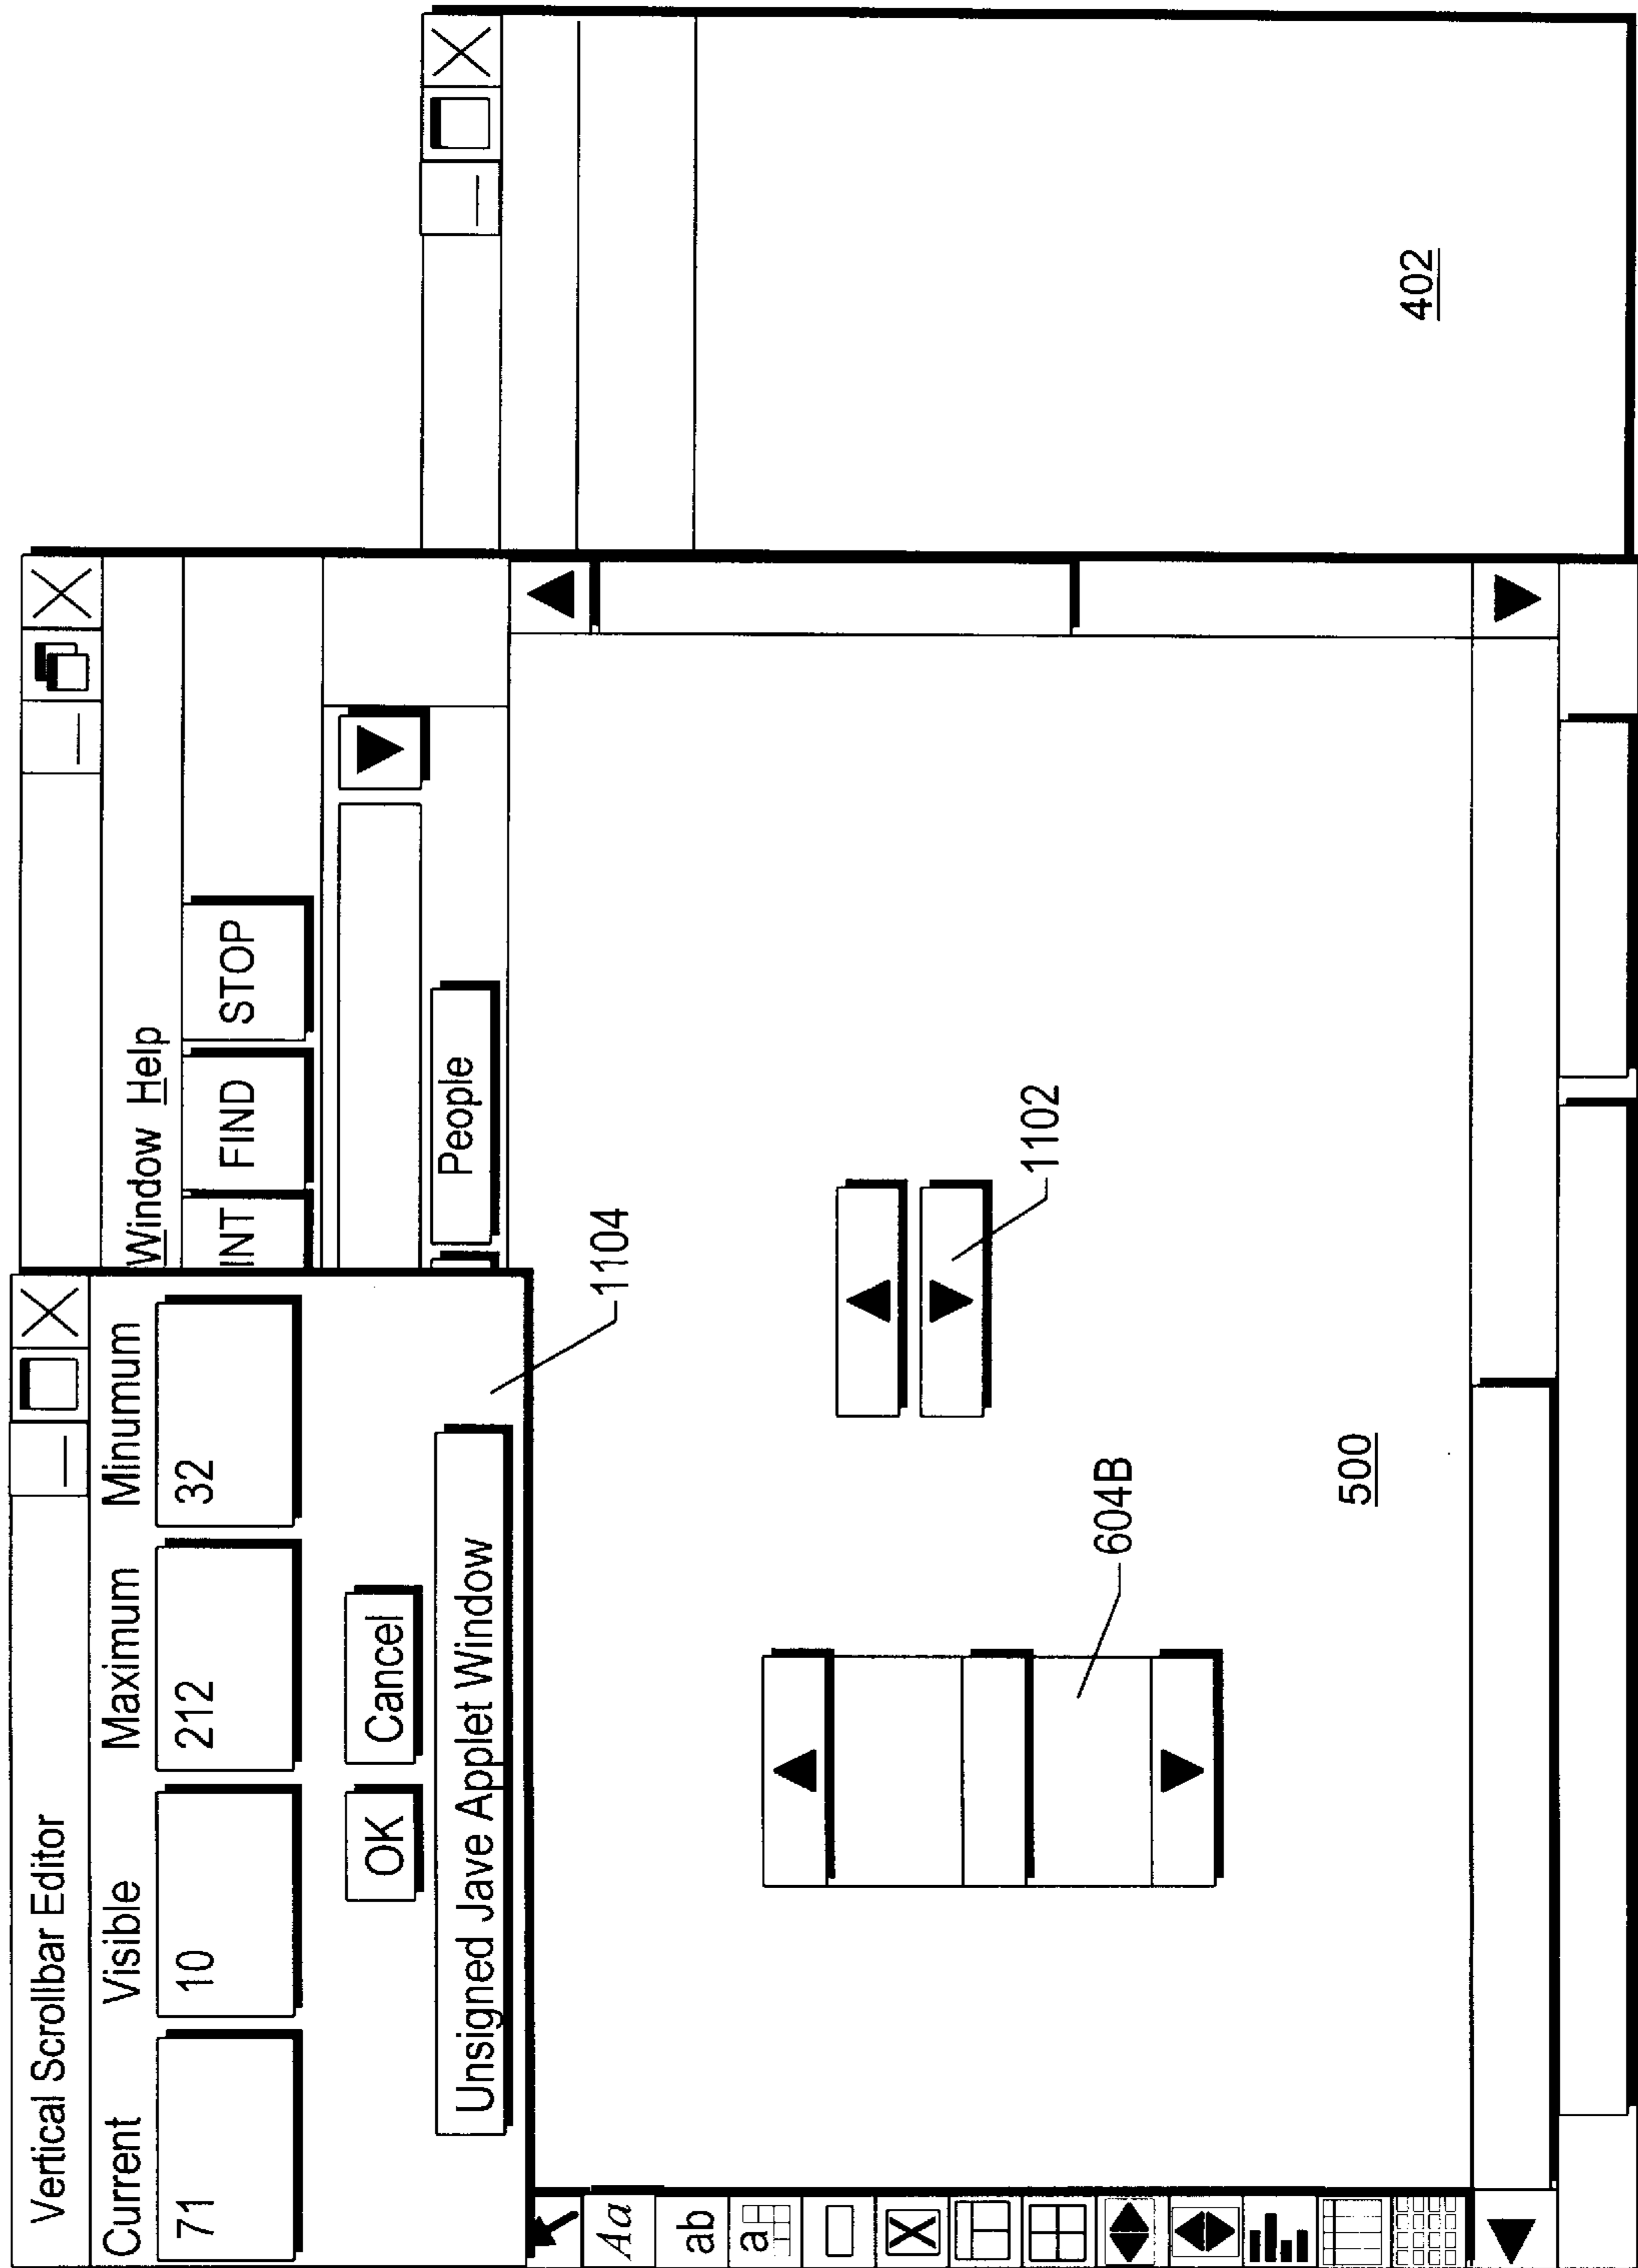 Vertical Scrollbar Editor
Current Visible Maximum Minumum
71 10 212 32
OK Cancel
Unsigned Jave Applet Window
1104
Window Help
INT FIND STOP
People
Aa
ab
a
604B
1102
500
402